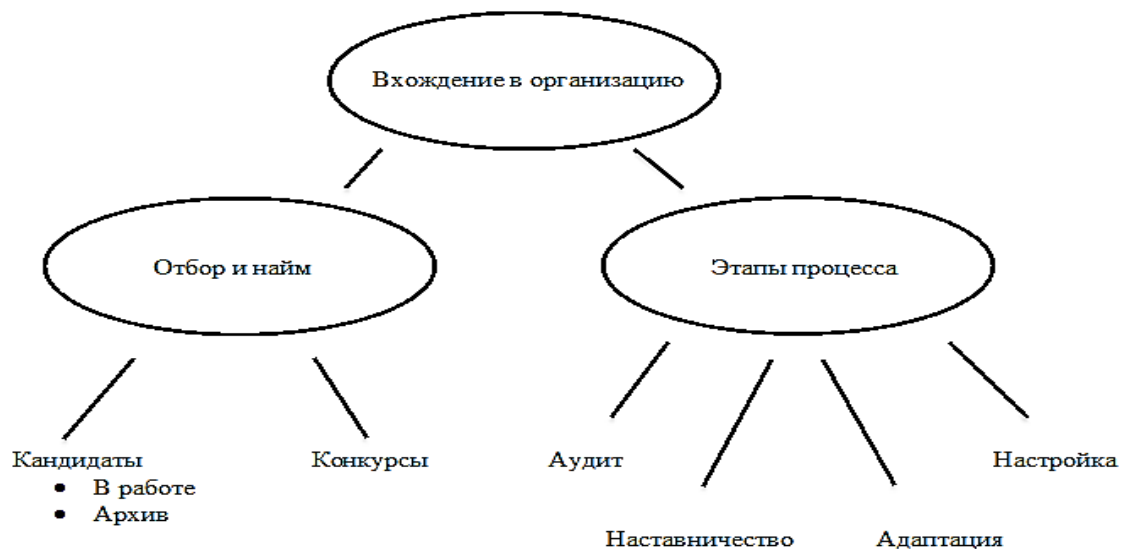 Вхождение в организацию
Отбор и найм
Этапы процесса
Кандидаты
• В работе
• Архив
Конкурсы
Аудит
Наставничество
Адаптация
Настройка